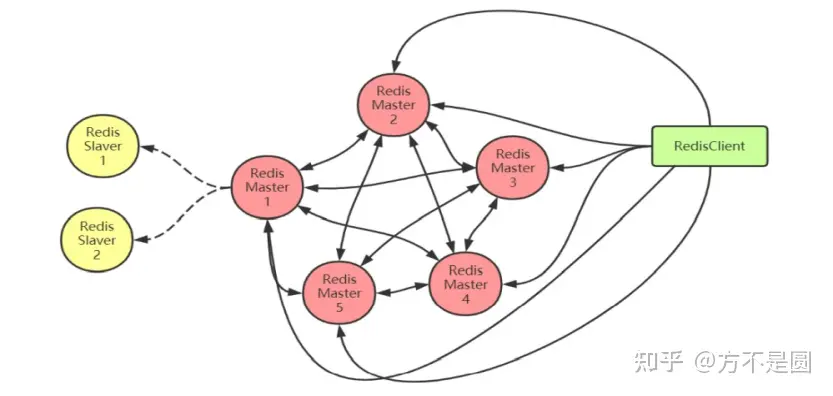 Redis
Master
2
Redis
Slaver
1
RedisClient
Redis
Master
3
Redis
Master
1
Redis
Slaver
2
Redis
Master
5
Redis
Master
4
知乎 @方不是圆